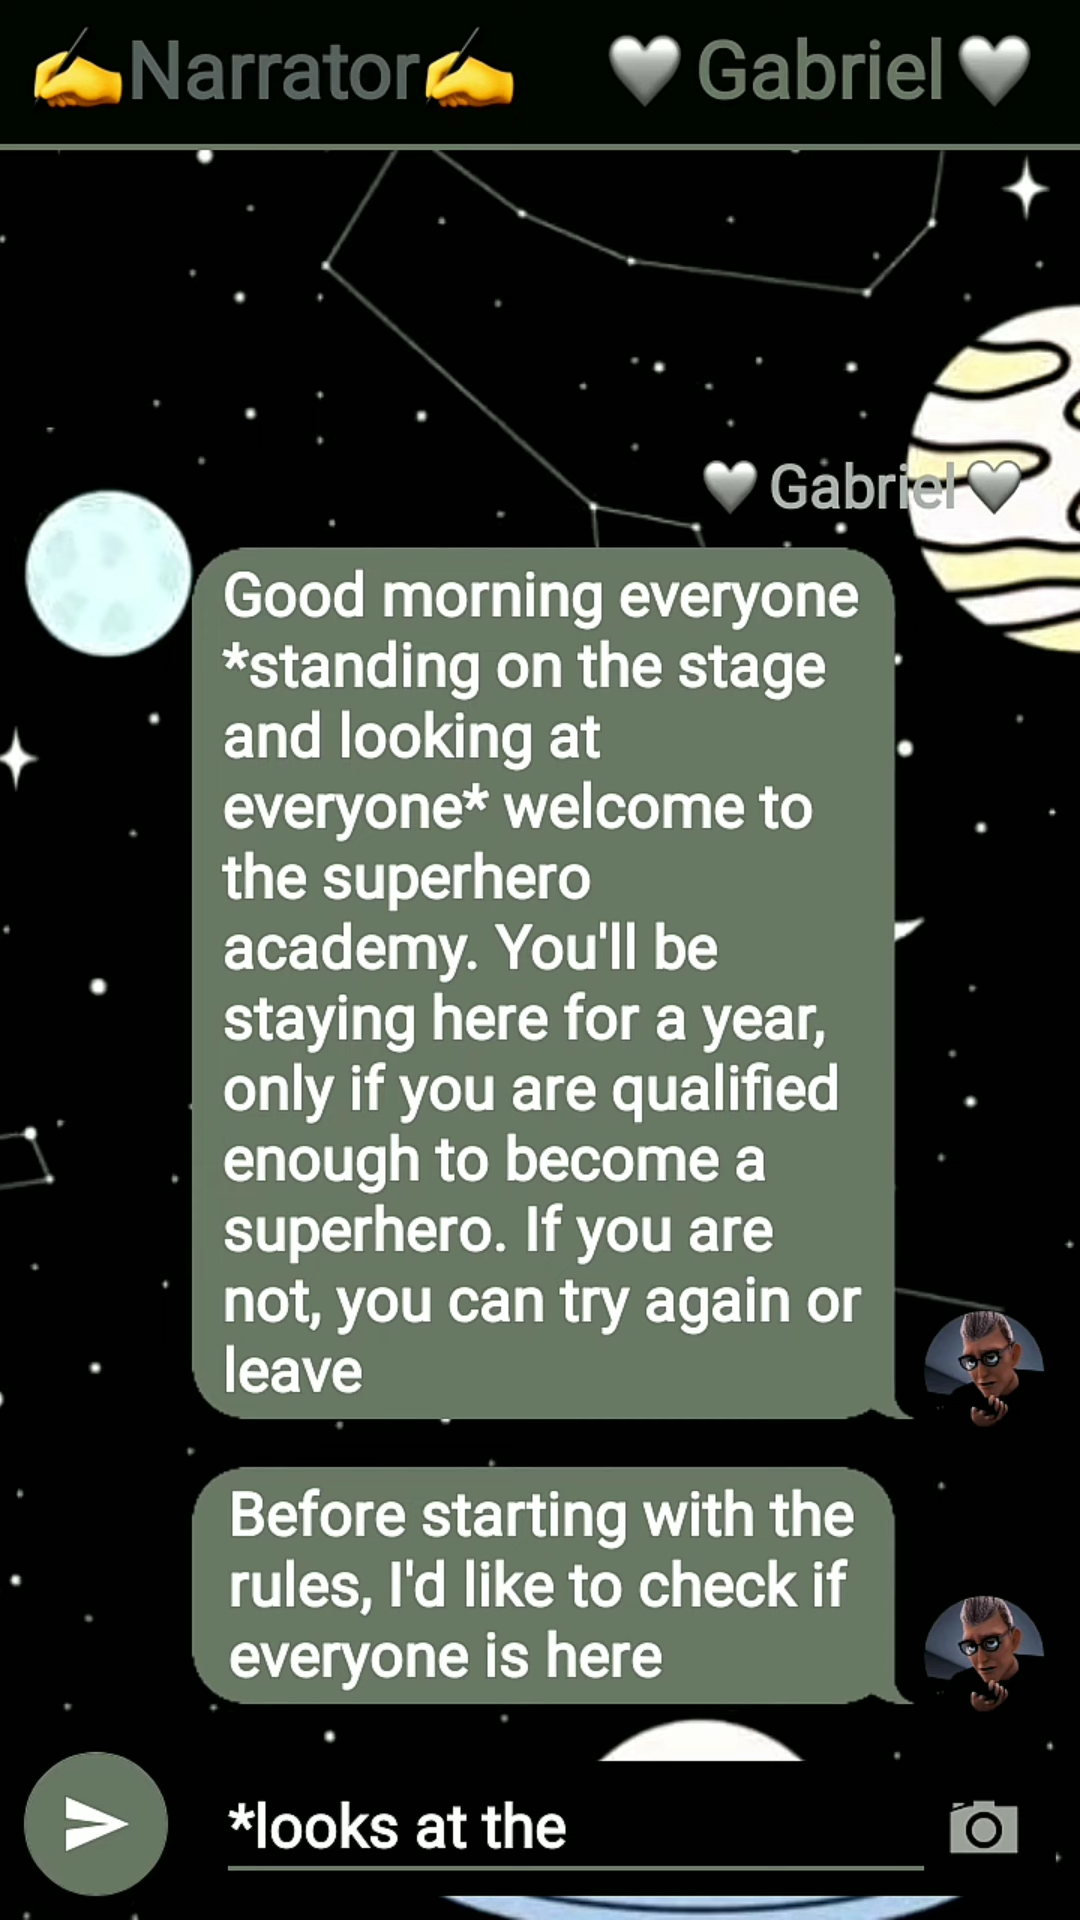 ✍️Narrator✍️ 🤍Gabriel🤍
🤍Gabriel🤍
Good morning everyone
*standing on the stage
and looking at
everyone* welcome to
the superhero
academy. You'll be
staying here for a year,
only if you are qualified
enough to become a
superhero. If you are
not, you can try again or
leave
Before starting with the
rules, I'd like to check if
everyone is here
*looks at the